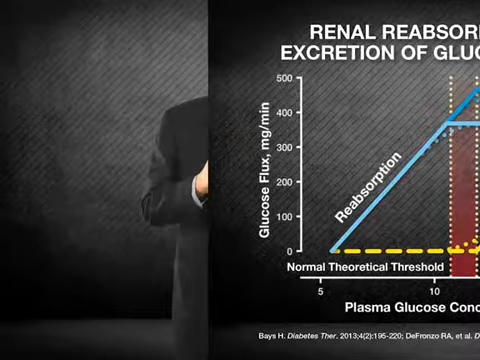 RENAL REABSOR
EXCRETION OF GLU
500
400
300
200
100
0
Glucose Flux, mg/min
Reabsorption
Normal Theoretical Threshold
5
10
Plasma Glucose Conc
Bays H. Diabetes Ther. 2013;4(2):195-220; DeFronzo RA, et al. D